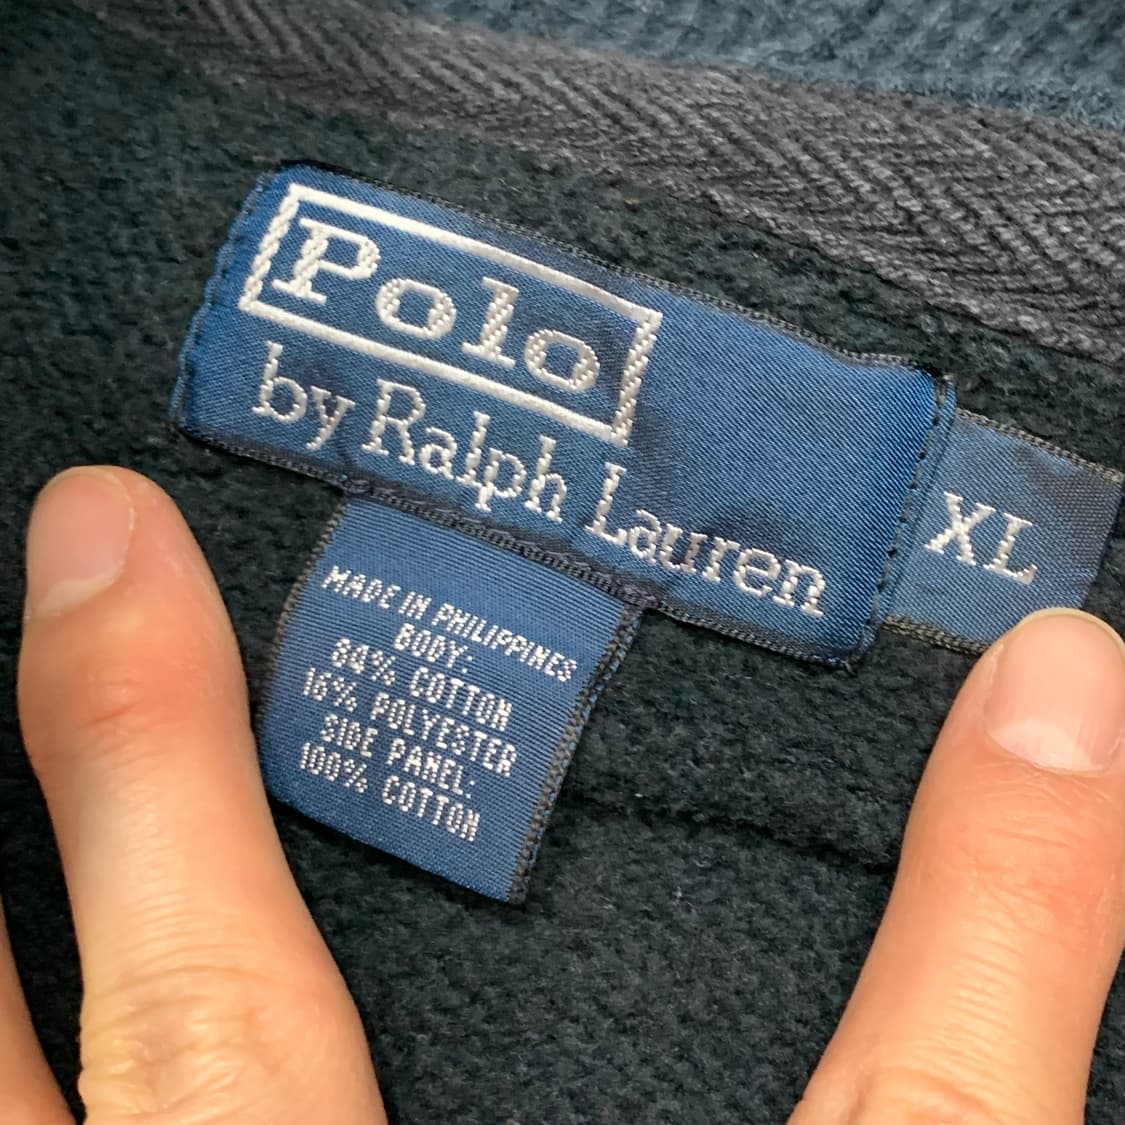 Polo
by Ralph Lauren
XL
MADE IN PHILIPPINES
BODY:
84% COTTON
16% POLYESTER
SIDE PANEL:
100% COTTON